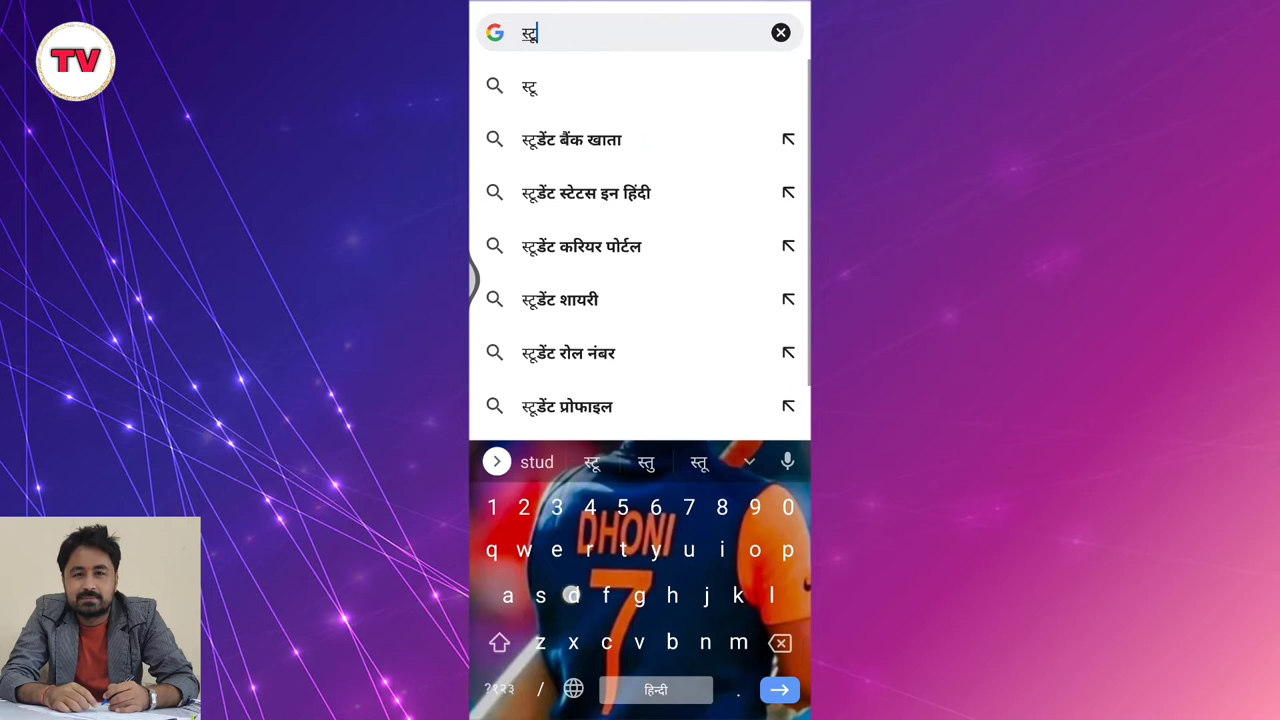 TV
स्टू
स्टू
स्टूडेंट बैंक खाता
स्टूडेंट स्टेटस इन हिंदी
स्टूडेंट करियर पोर्टल
स्टूडेंट शायरी
स्टूडेंट रोल नंबर
स्टूडेंट प्रोफाइल
stud स्टू स्तु स्तू
1 2 3 4 5 6 7 8 9 0
DHONI
q w e r t y u i o p
7
a s d f g h j k l
z x c v b n m
?१२३ / हिन्दी .